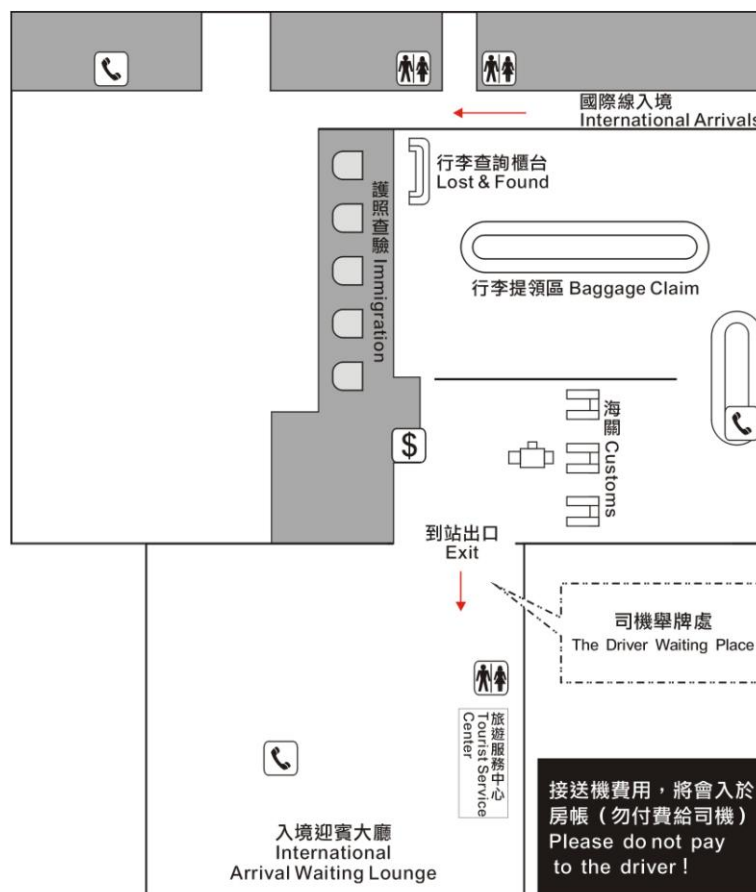 國際線入境
International Arrivals
行李查詢櫃台
Lost & Found
護照查驗 Immigration
行李提領區 Baggage Claim
海關 Customs
$
到站出口
Exit
司機舉牌處
The Driver Waiting Place
旅遊服務中心
Tourist Service
Center
入境迎賓大廳
International
Arrival Waiting Lounge
接送機費用，將會入於
房帳（勿付費給司機）
Please do not pay
to the driver！